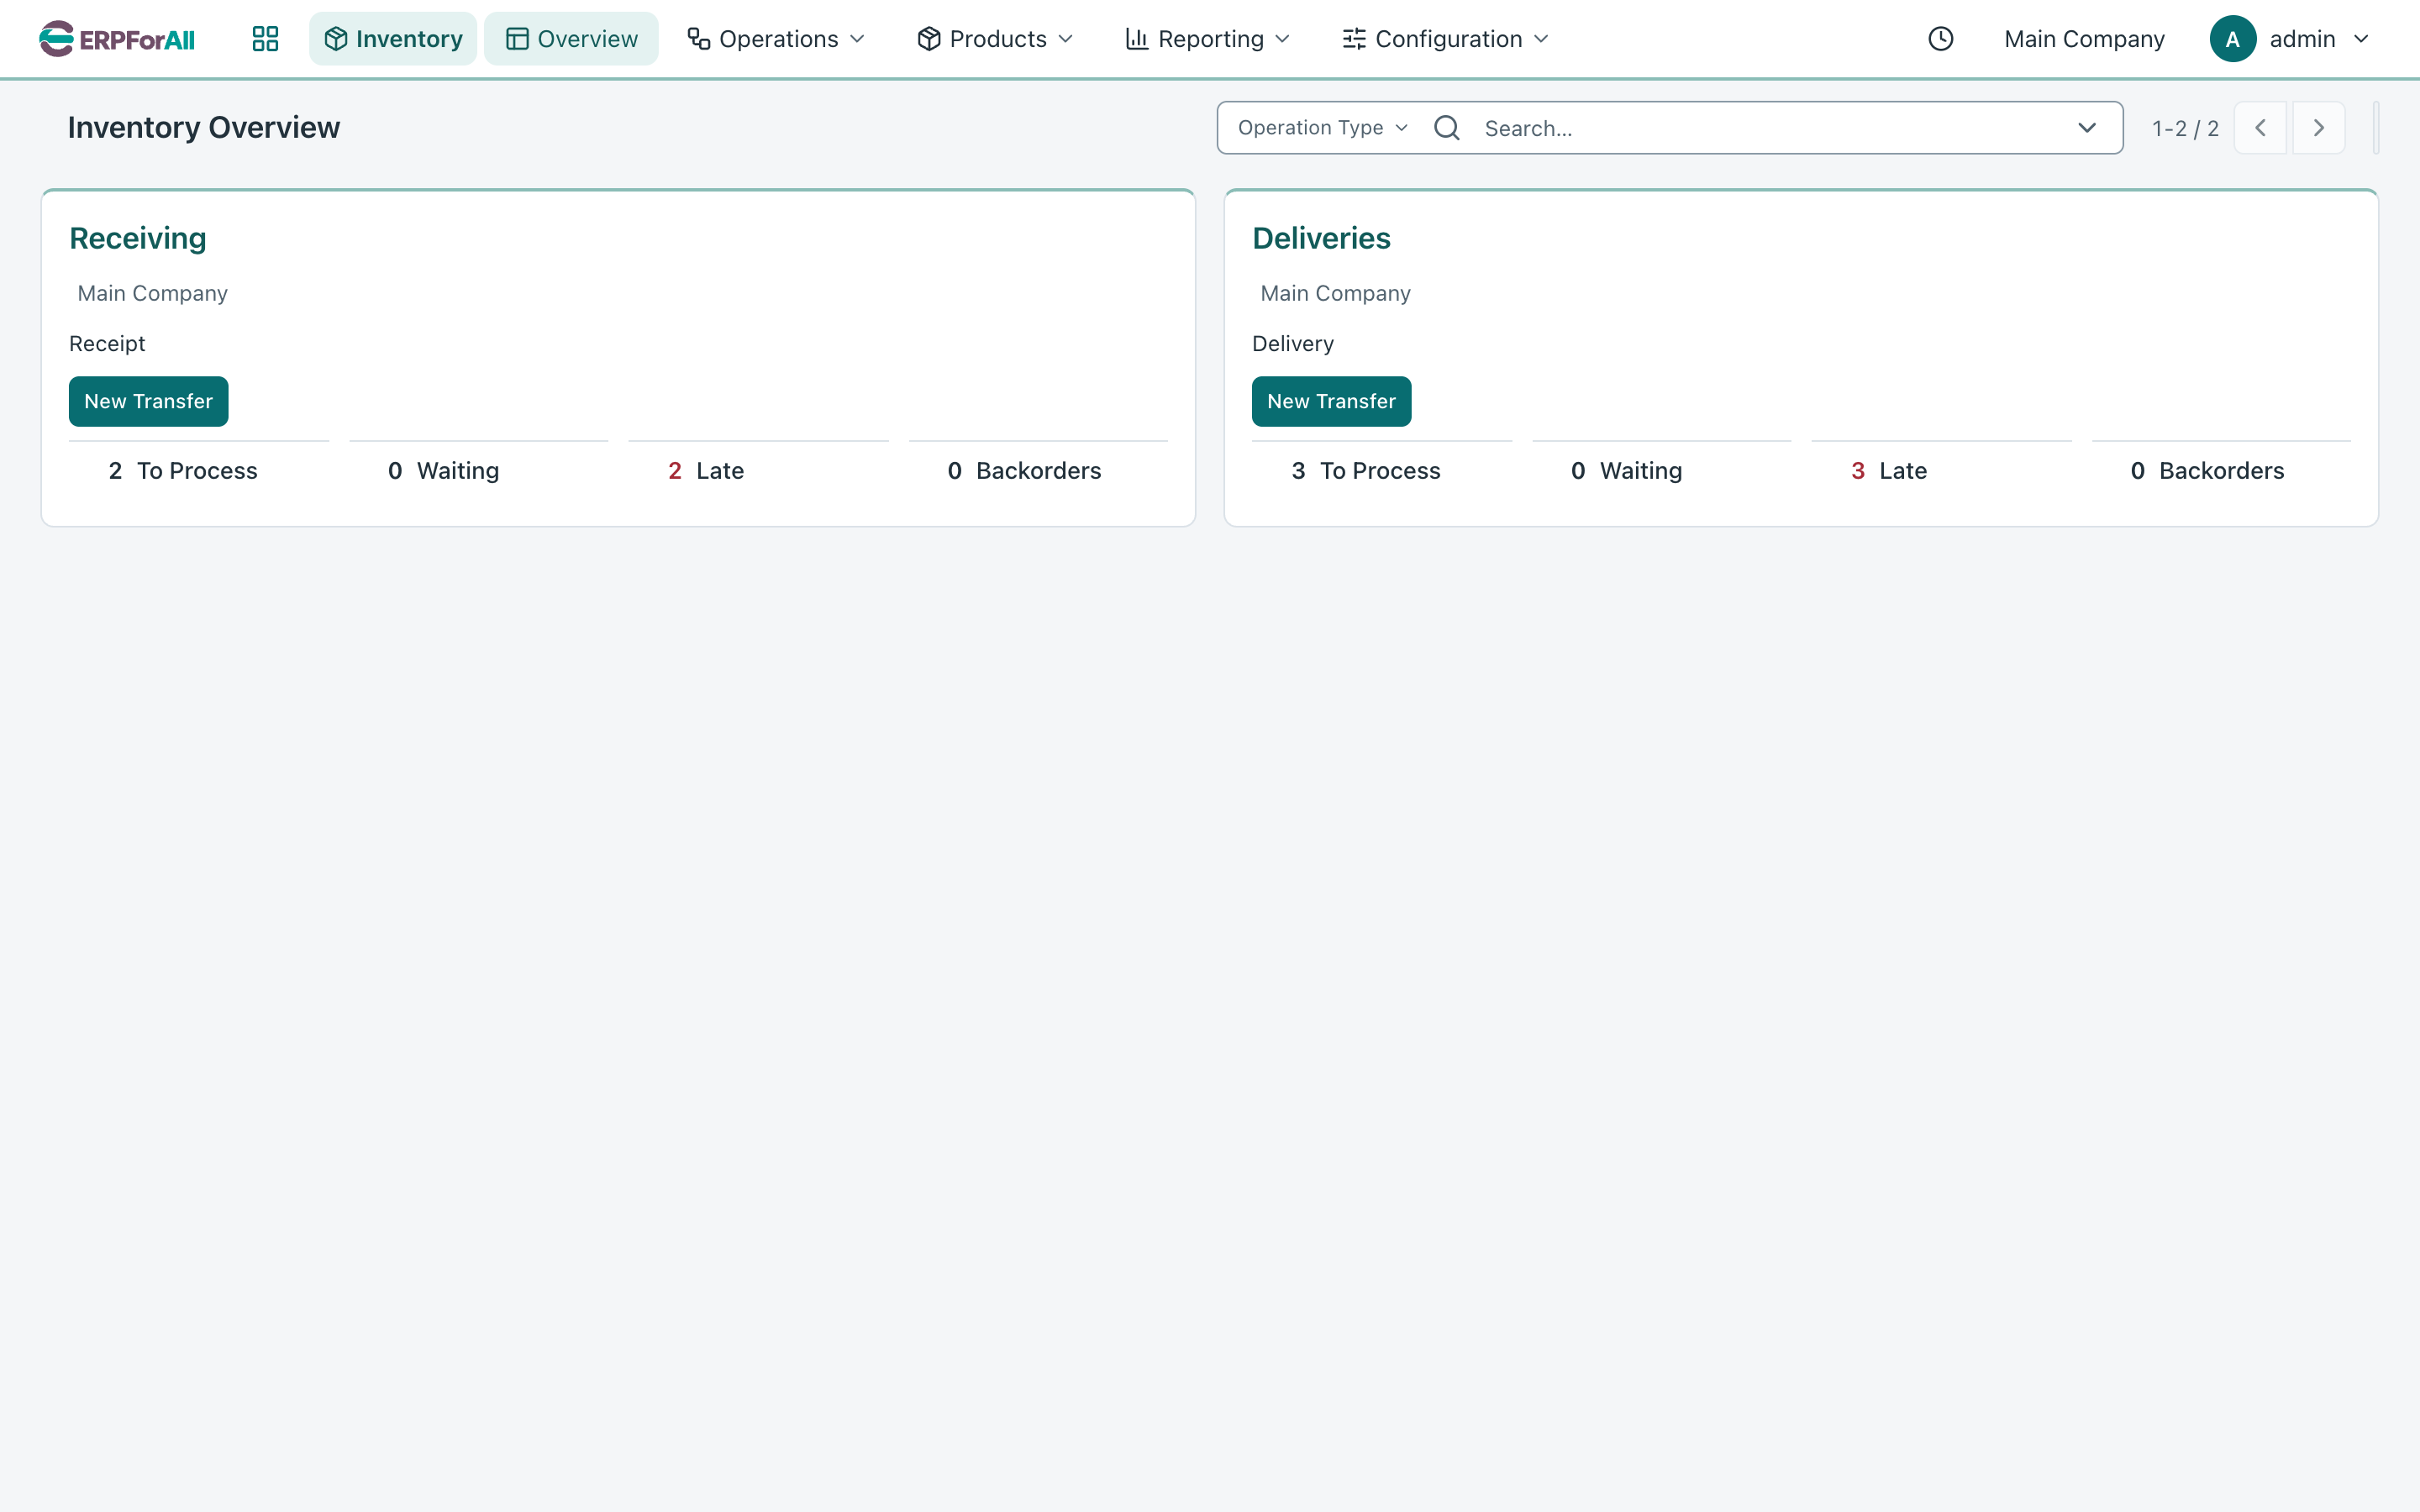 ERPForAll Inventory Overview Operations Products Reporting Configuration Main Company A admin
Inventory Overview Operation Type Search... 1-2 / 2
Receiving
Main Company
Receipt
New Transfer
2 To Process 0 Waiting 2 Late 0 Backorders
Deliveries
Main Company
Delivery
New Transfer
3 To Process 0 Waiting 3 Late 0 Backorders